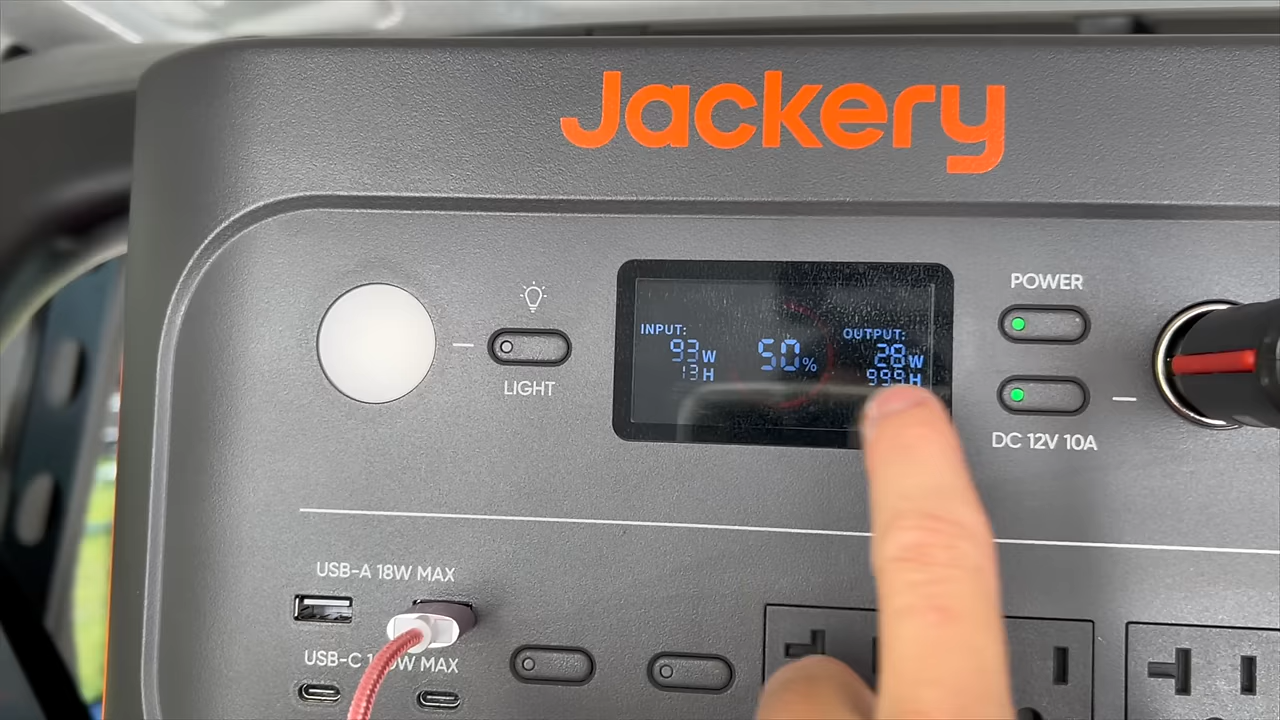 Jackery
POWER
INPUT:
OUTPUT:
93W
50%
28W
13H
999H
LIGHT
DC 12V 10A
USB-A 18W MAX
USB-C W MAX